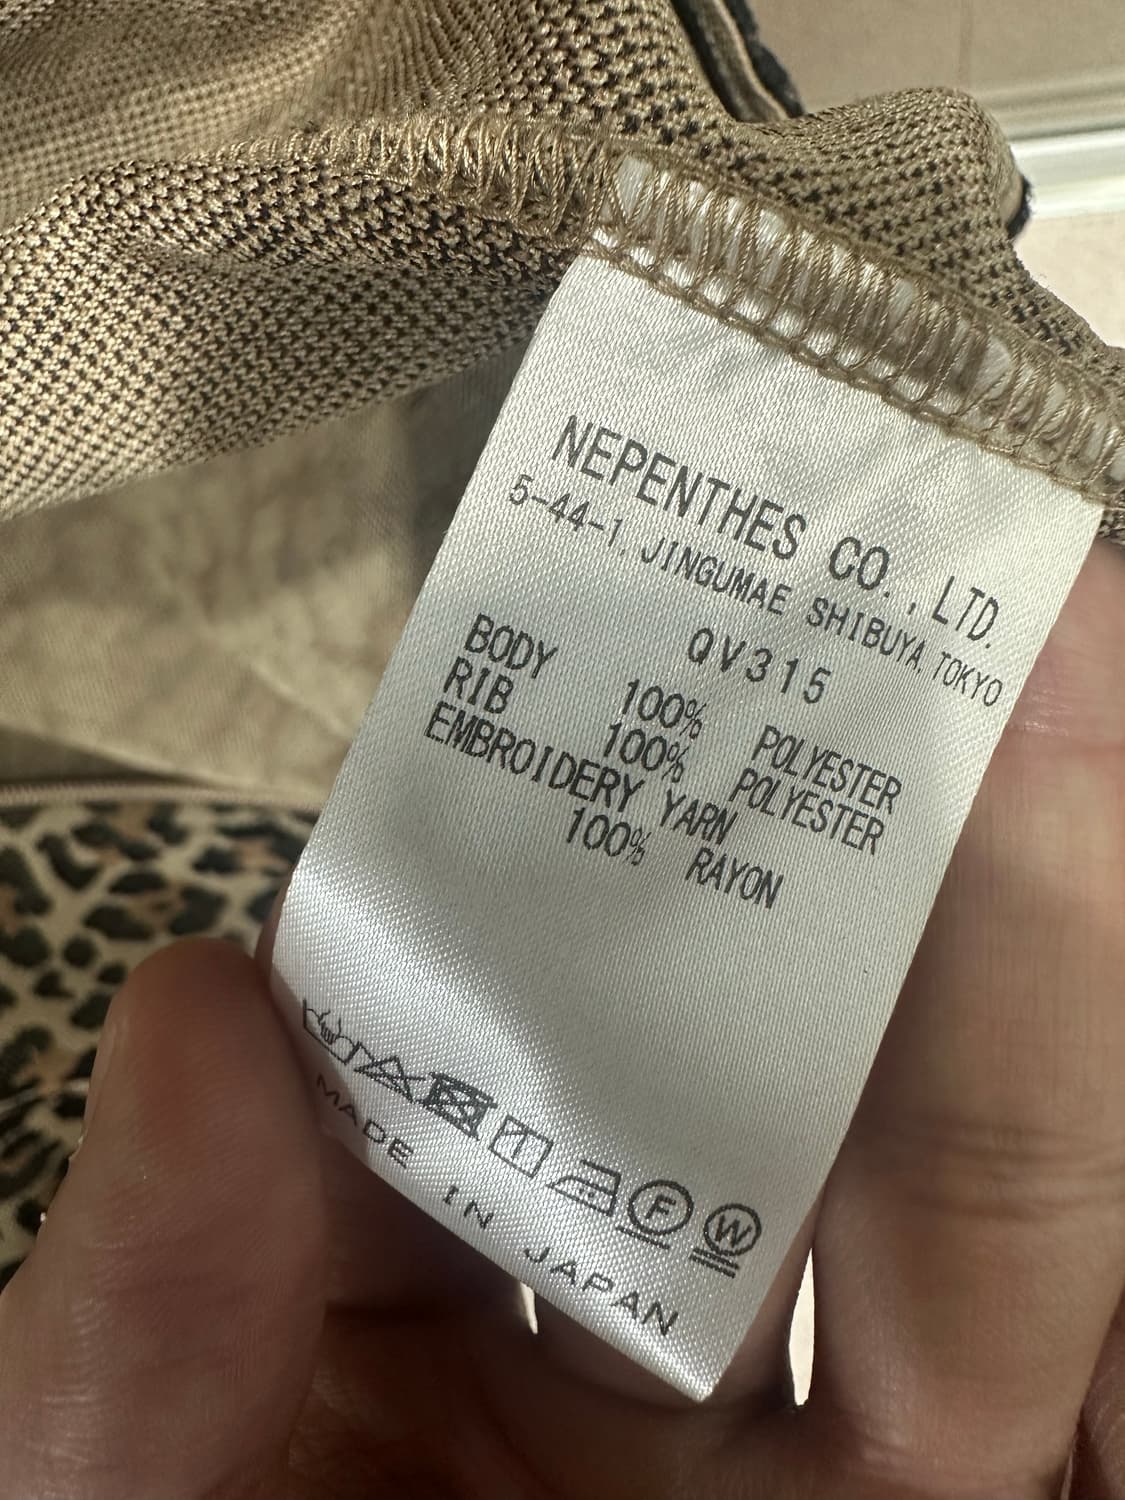 NEPENTHES CO., LTD.
5-44-1, JINGUMAE SHIBUYA, TOKYO
QV315
BODY 100% POLYESTER
RIB 100% POLYESTER
EMBROIDERY YARN
100% RAYON
F W
MADE IN JAPAN